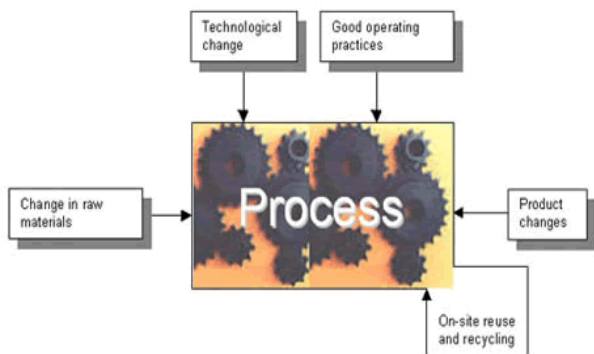 Technological
change
Good operating
practices
Change in raw
materials
Process
Product
changes
On-site reuse
and recycling